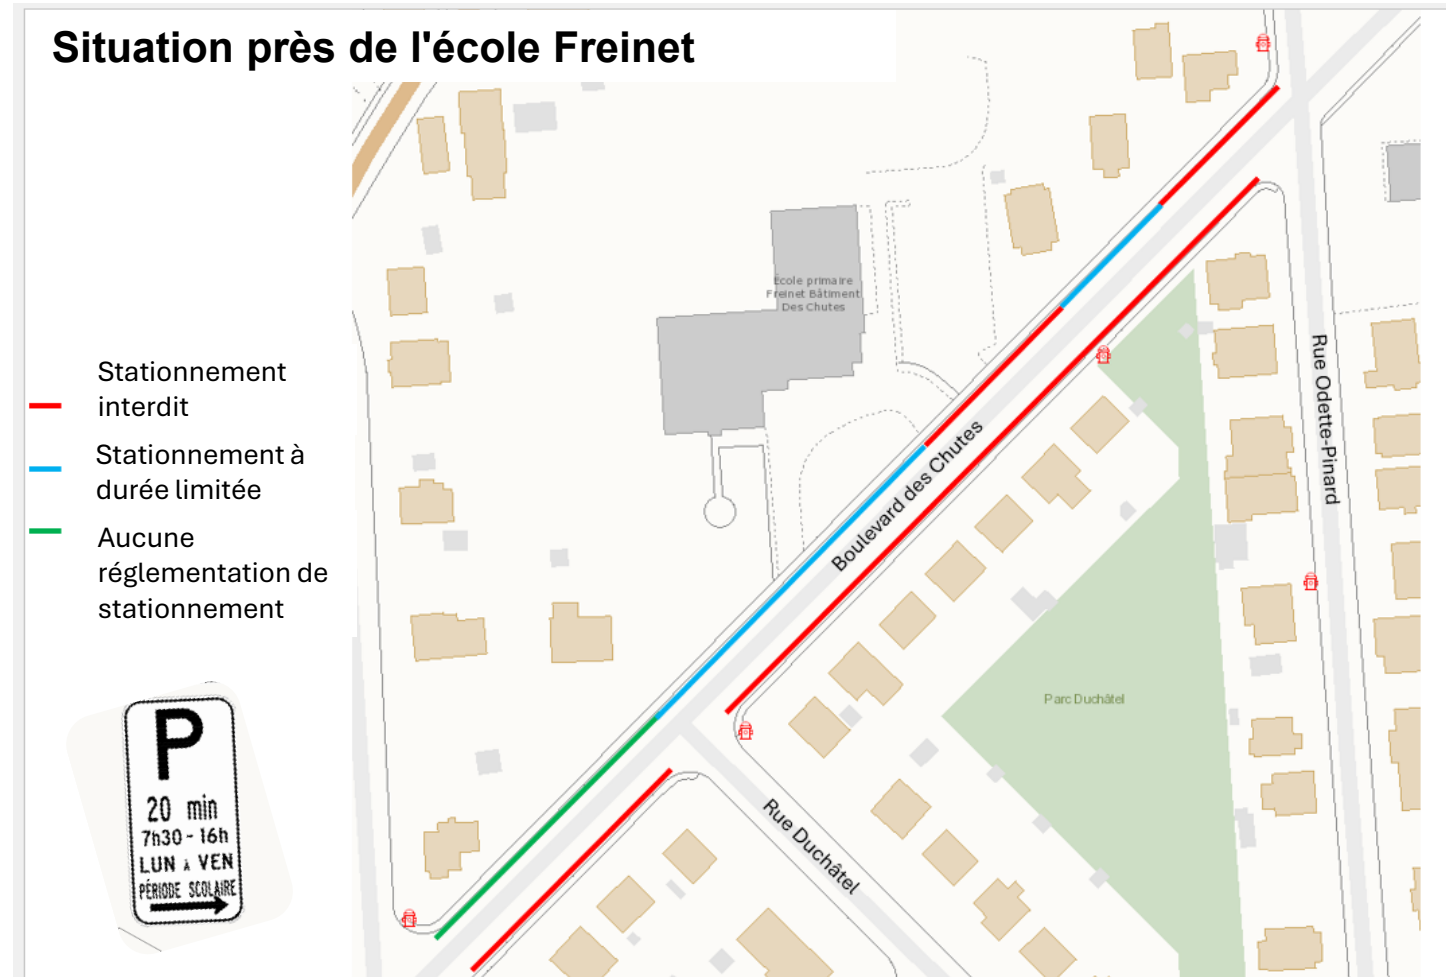 Situation près de l'école Freinet
École primaire
Freinet Bâtiment
Des Chutes
Stationnement
interdit
Stationnement à
durée limitée
Aucune
réglementation de
stationnement
P
20 min
7h30 - 16h
LUN À VEN
PÉRIODE SCOLAIRE
Boulevard des Chutes
Rue Odette-Pinard
Parc Duchâtel
Rue Duchâtel